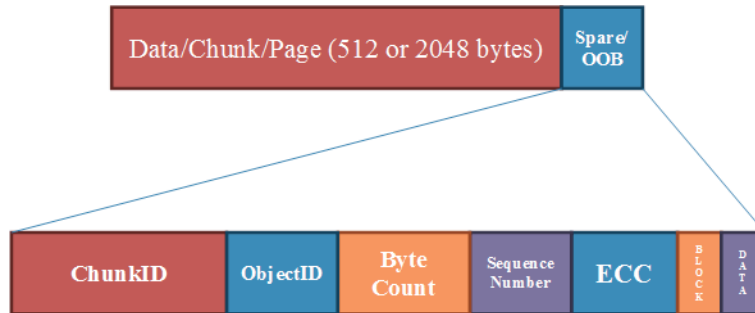 Data/Chunk/Page (512 or 2048 bytes)
Spare/
OOB
ChunkID
ObjectID
Byte
Count
Sequence
Number
ECC
BLOCK
DATA